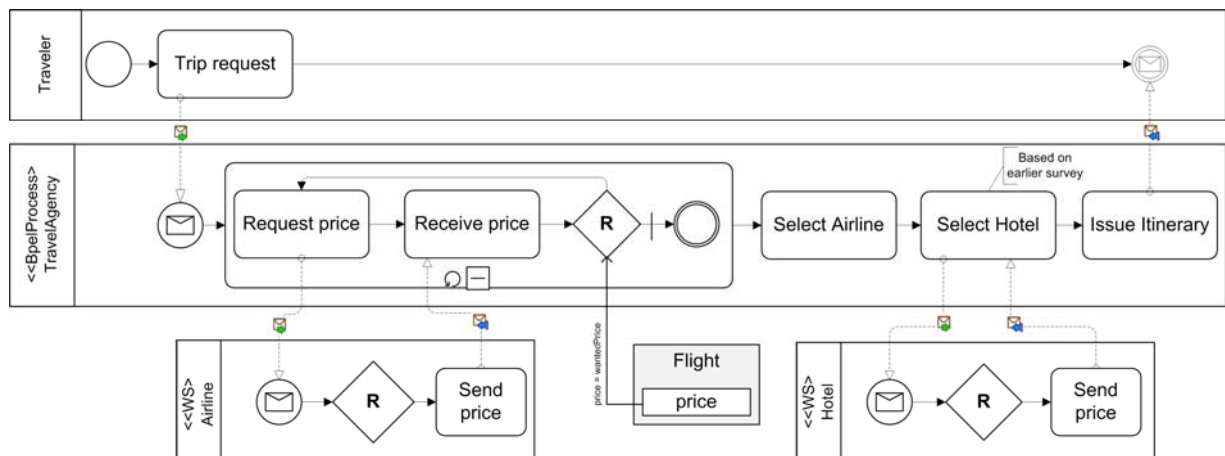 Traveler
Trip request
<<BpelProcess>
TravelAgency
Request price
Receive price
R
Select Airline
Based on
earlier survey
Select Hotel
Issue Itinerary
<<WS>
Airline
R
Send
price
price = wantedPrice
Flight
price
<<WS>
Hotel
R
Send
price